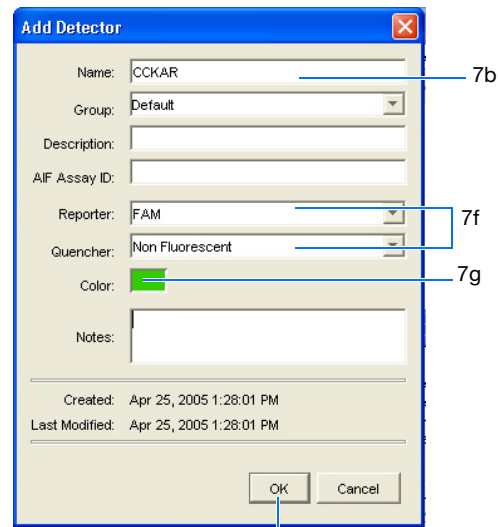 Add Detector
Name: CCKAR 7b
Group: Default
Description:
AIF Assay ID:
Reporter: FAM 7f
Quencher: Non Fluorescent
Color: 7g
Notes:
Created: Apr 25, 2005 1:28:01 PM
Last Modified: Apr 25, 2005 1:28:01 PM
OK Cancel